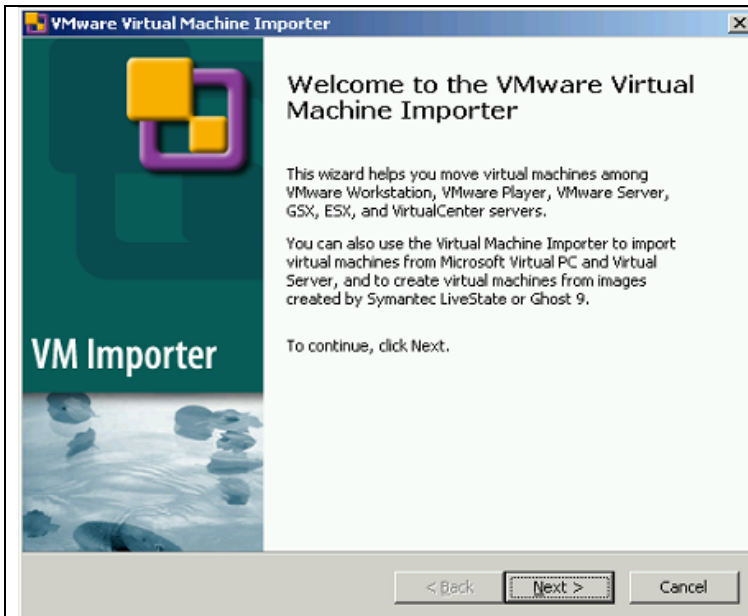 VMware Virtual Machine Importer
Welcome to the VMware Virtual
Machine Importer
This wizard helps you move virtual machines among
VMware Workstation, VMware Player, VMware Server,
GSX, ESX, and VirtualCenter servers.
You can also use the Virtual Machine Importer to import
virtual machines from Microsoft Virtual PC and Virtual
Server, and to create virtual machines from images
created by Symantec LiveState or Ghost 9.
VM Importer
To continue, click Next.
< Back
Next >
Cancel